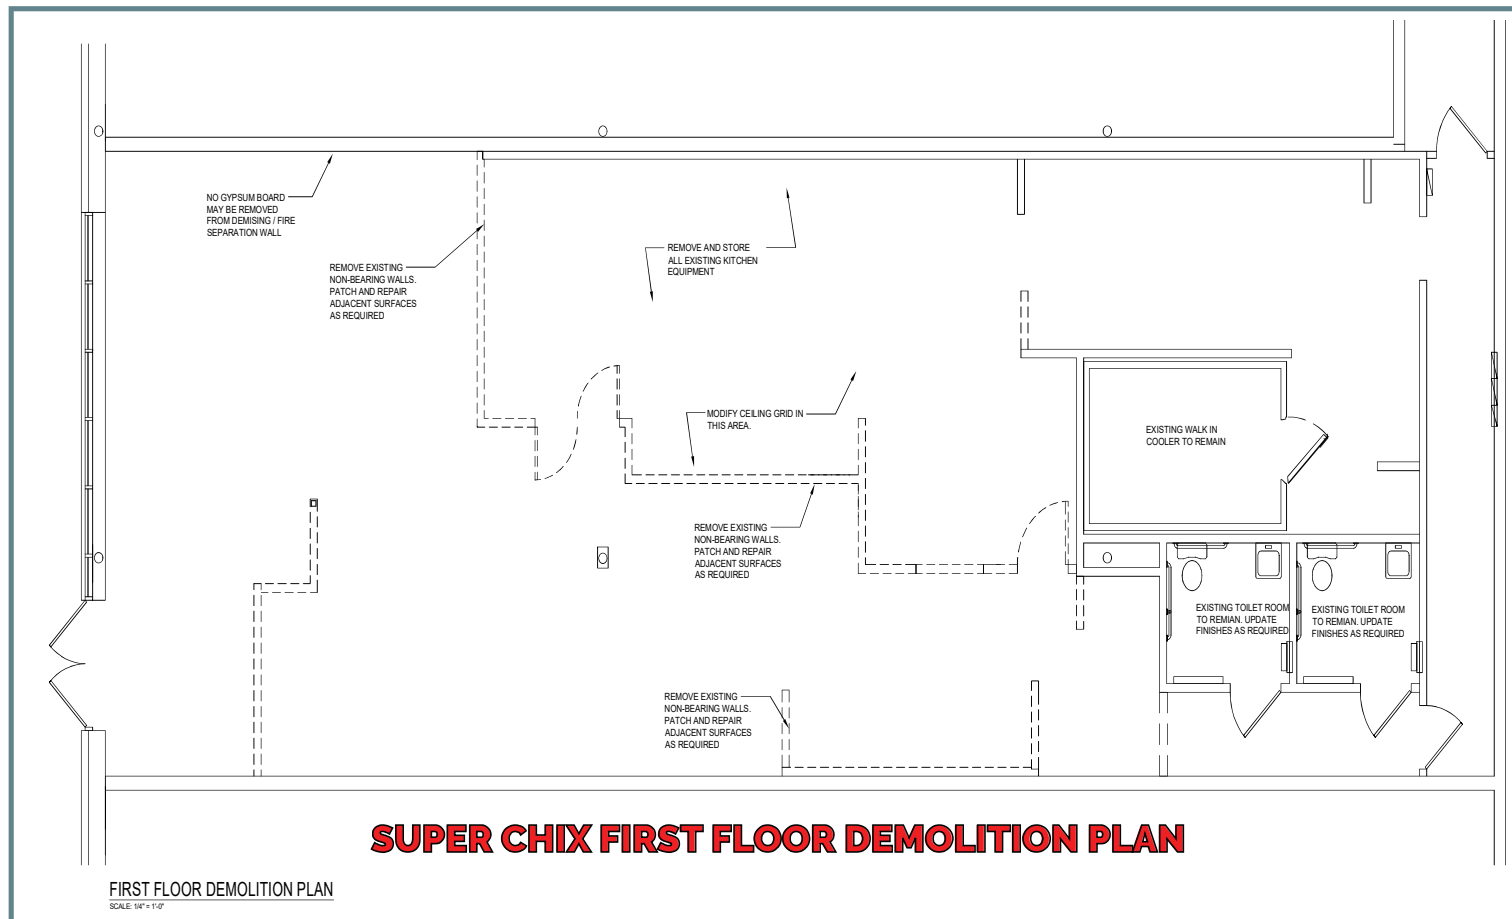 NO GYPSUM BOARD
MAY BE REMOVED
FROM DEMISING / FIRE
SEPARATION WALL
REMOVE EXISTING
NON-BEARING WALLS.
PATCH AND REPAIR
ADJACENT SURFACES
AS REQUIRED
REMOVE AND STORE
ALL EXISTING KITCHEN
EQUIPMENT
MODIFY CEILING GRID IN
THIS AREA.
EXISTING WALK IN
COOLER TO REMAIN
REMOVE EXISTING
NON-BEARING WALLS.
PATCH AND REPAIR
ADJACENT SURFACES
AS REQUIRED
EXISTING TOILET ROOM
TO REMIAN. UPDATE
FINISHES AS REQUIRED
EXISTING TOILET ROOM
TO REMIAN. UPDATE
FINISHES AS REQUIRED
REMOVE EXISTING
NON-BEARING WALLS.
PATCH AND REPAIR
ADJACENT SURFACES
AS REQUIRED
SUPER CHIX FIRST FLOOR DEMOLITION PLAN
FIRST FLOOR DEMOLITION PLAN
SCALE: 1/4" = 1'-0"